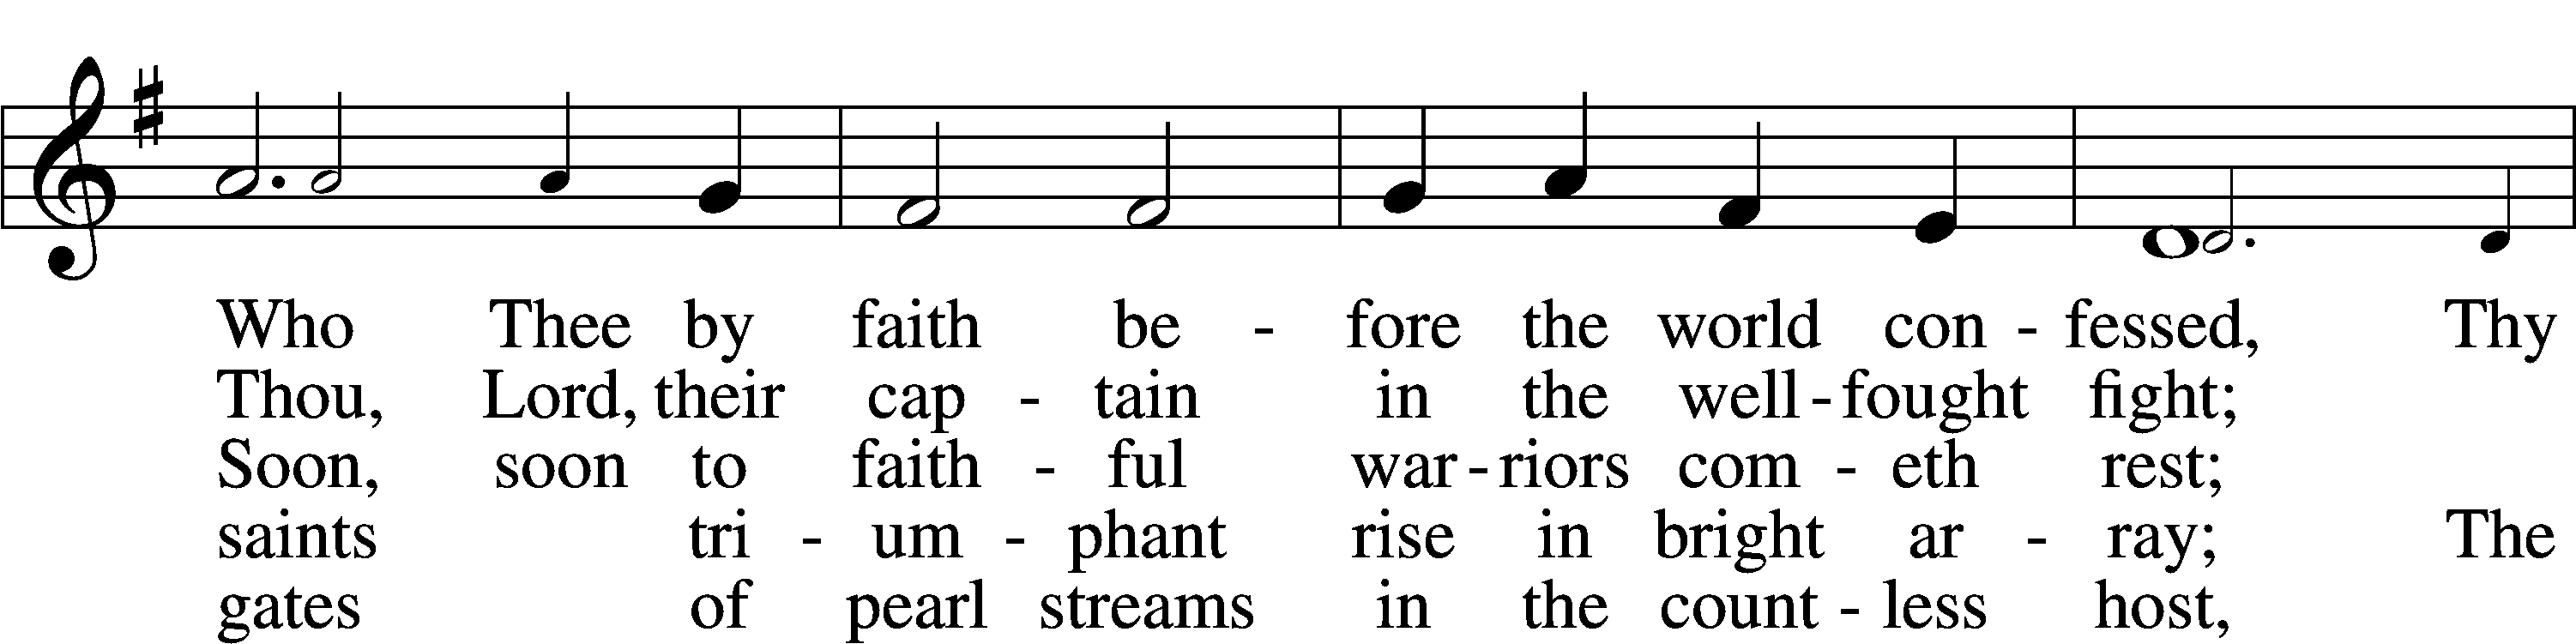 Who Thee by faith be - fore the world con - fessed, Thy
Thou, Lord, their cap - tain in the well - fought fight;
Soon, soon to faith - ful war - riors com - eth rest;
saints tri - um - phant rise in bright ar - ray; The
gates of pearl streams in the count - less host,